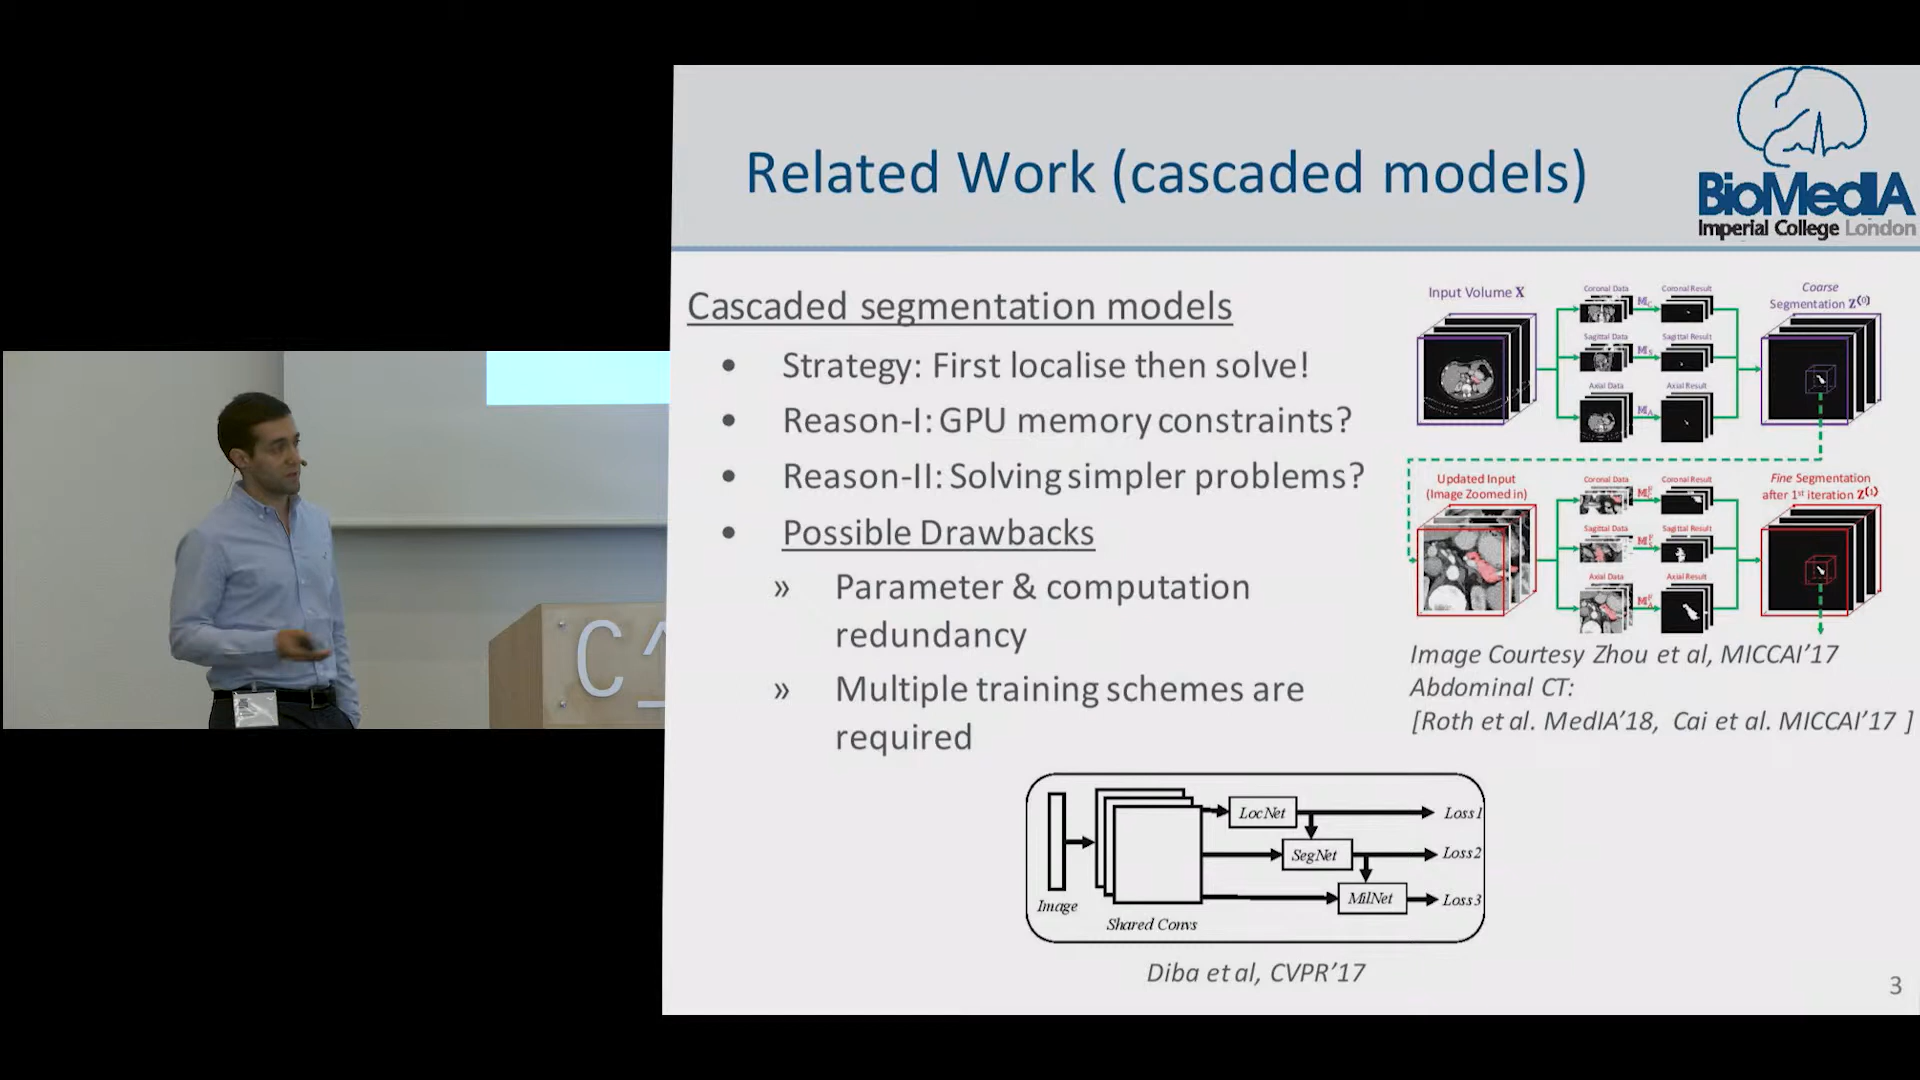 Related Work (cascaded models)
BioMedIA
Imperial College London
Cascaded segmentation models
• Strategy: First localise then solve!
• Reason-I: GPU memory constraints?
• Reason-II: Solving simpler problems?
• Possible Drawbacks
» Parameter & computation
redundancy
» Multiple training schemes are
required
Input Volume X
Coronal Data
Coronal Result
Sagittal Data
Sagittal Result
Axial Data
Axial Result
Coarse
Segmentation Z(0)
Updated Input
(Image Zoomed in)
Coronal Data
Coronal Result
Sagittal Data
Sagittal Result
Axial Data
Axial Result
Fine Segmentation
after 1st iteration Z(1)
Image Courtesy Zhou et al, MICCAI’17
Abdominal CT:
[Roth et al. MedIA’18, Cai et al. MICCAI’17 ]
Image
Shared Convs
LocNet
Loss1
SegNet
Loss2
MilNet
Loss3
Diba et al, CVPR’17
3